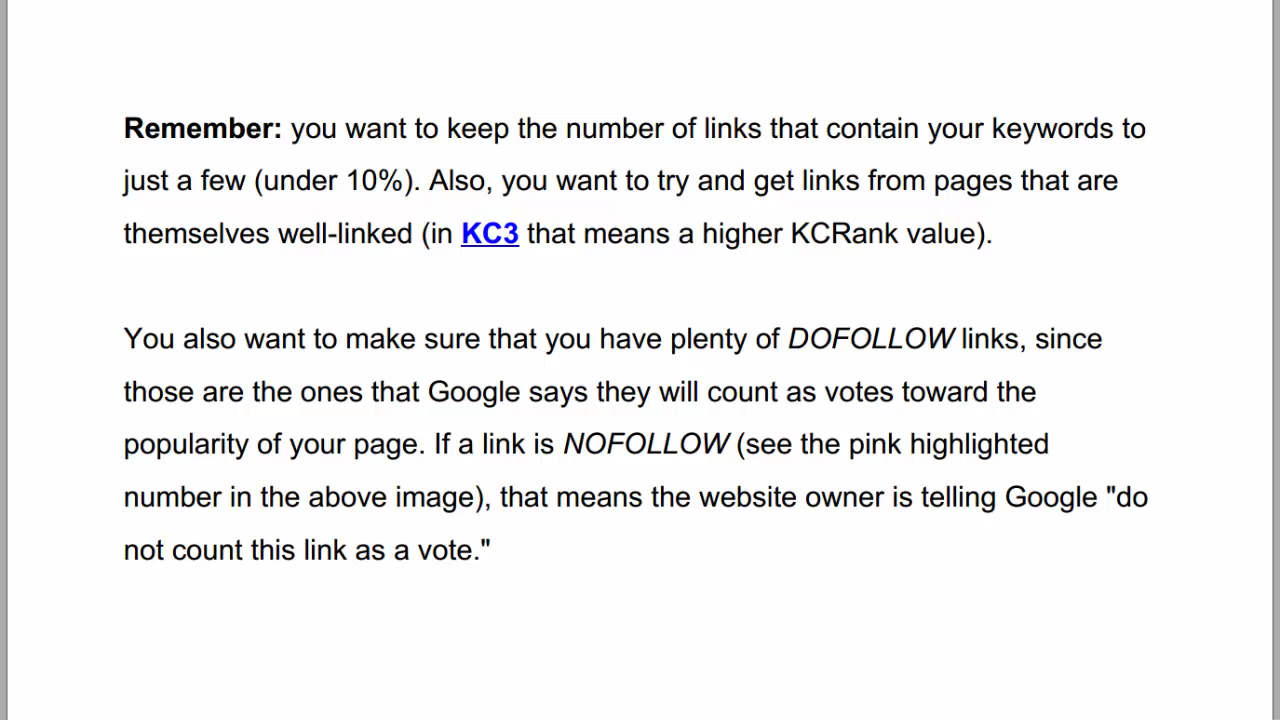 Remember: you want to keep the number of links that contain your keywords to
just a few (under 10%). Also, you want to try and get links from pages that are
themselves well-linked (in KC3 that means a higher KCRank value).
You also want to make sure that you have plenty of DOFOLLOW links, since
those are the ones that Google says they will count as votes toward the
popularity of your page. If a link is NOFOLLOW (see the pink highlighted
number in the above image), that means the website owner is telling Google "do
not count this link as a vote."